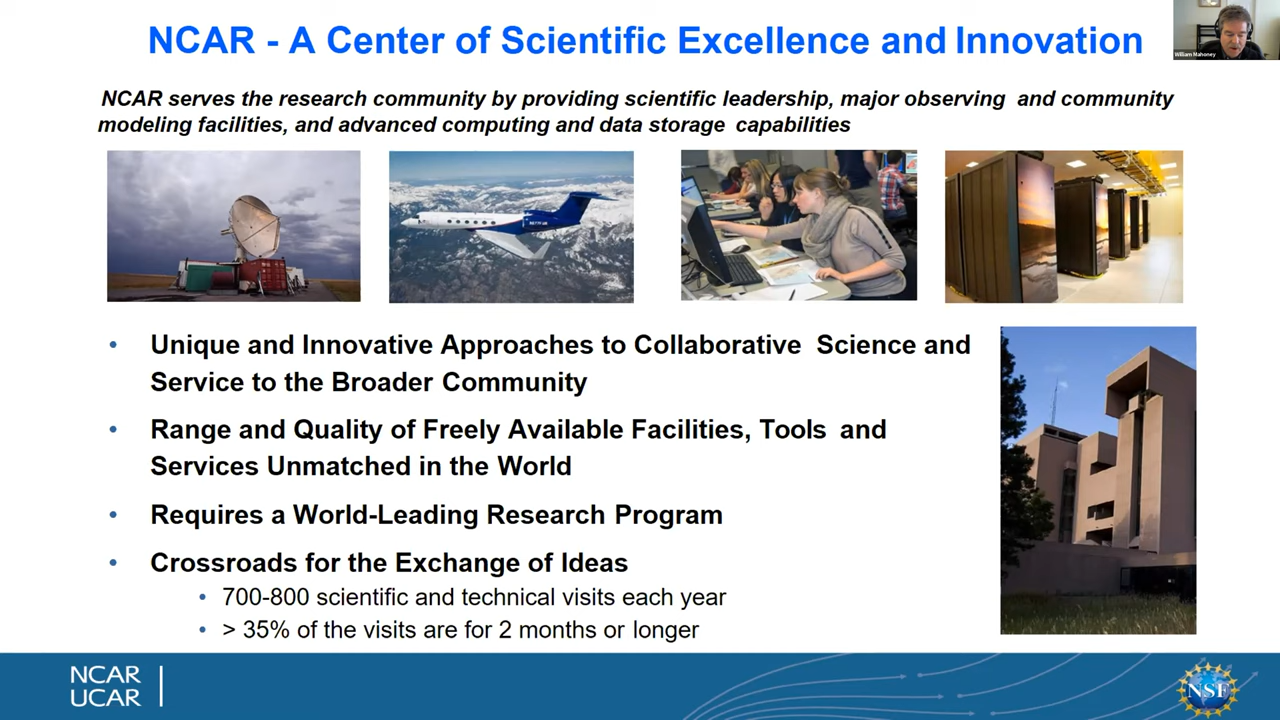 NCAR - A Center of Scientific Excellence and Innovation
William Mahoney
NCAR serves the research community by providing scientific leadership, major observing and community
modeling facilities, and advanced computing and data storage capabilities
• Unique and Innovative Approaches to Collaborative Science and
Service to the Broader Community
• Range and Quality of Freely Available Facilities, Tools and
Services Unmatched in the World
• Requires a World-Leading Research Program
• Crossroads for the Exchange of Ideas
• 700-800 scientific and technical visits each year
• > 35% of the visits are for 2 months or longer
NCAR
UCAR
NSF